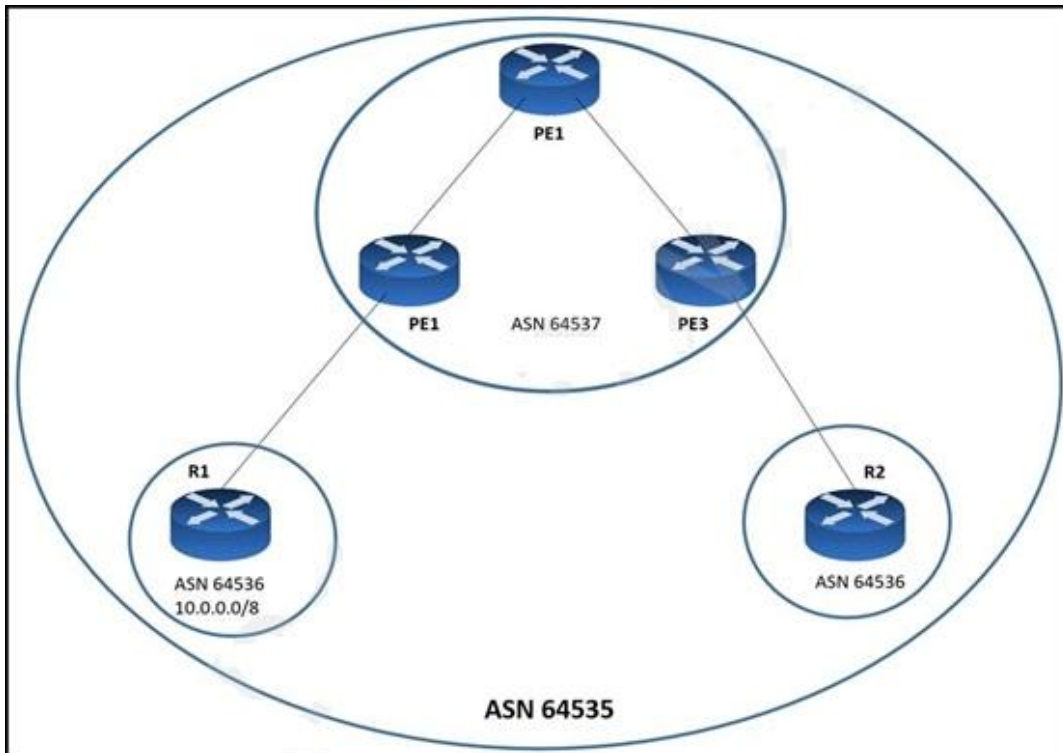 PE1
PE1
ASN 64537
PE3
R1
R2
ASN 64536
10.0.0.0/8
ASN 64536
ASN 64535